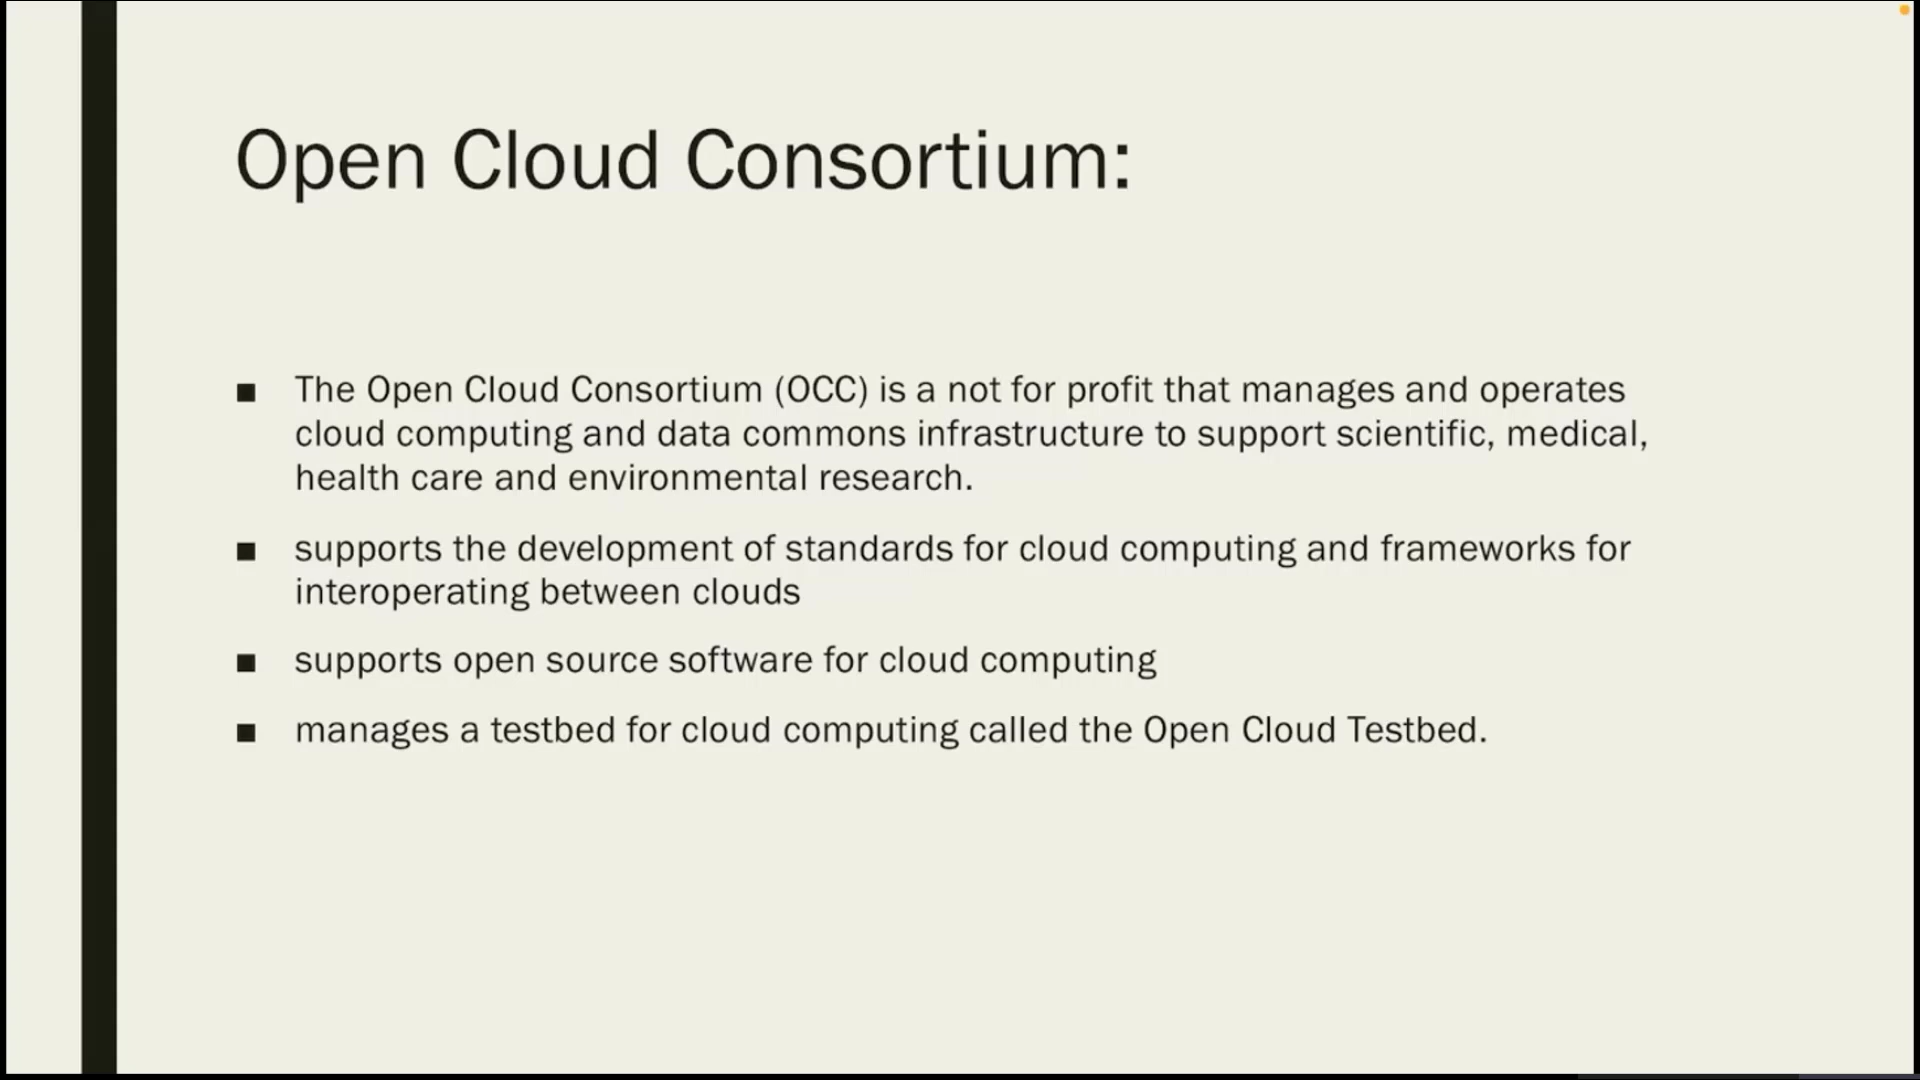 Open Cloud Consortium:
■ The Open Cloud Consortium (OCC) is a not for profit that manages and operates
cloud computing and data commons infrastructure to support scientific, medical,
health care and environmental research.
■ supports the development of standards for cloud computing and frameworks for
interoperating between clouds
■ supports open source software for cloud computing
■ manages a testbed for cloud computing called the Open Cloud Testbed.